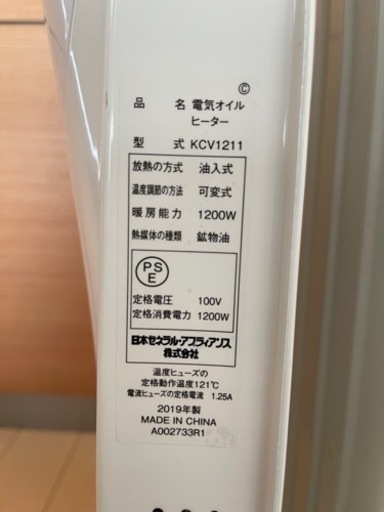 ©
品 名 電気オイル
ヒーター
型 式 KCV1211
放熱の方式 油入式
温度調節の方法 可変式
暖房能力 1200W
熱媒体の種類 鉱物油
PS
E
定格電圧 100V
定格消費電力 1200W
日本ゼネラル・アプライアンス
株式会社
温度ヒューズの
定格動作温度121℃
電流ヒューズの定格電流 1.25A
2019年製
MADE IN CHINA
A002733R1